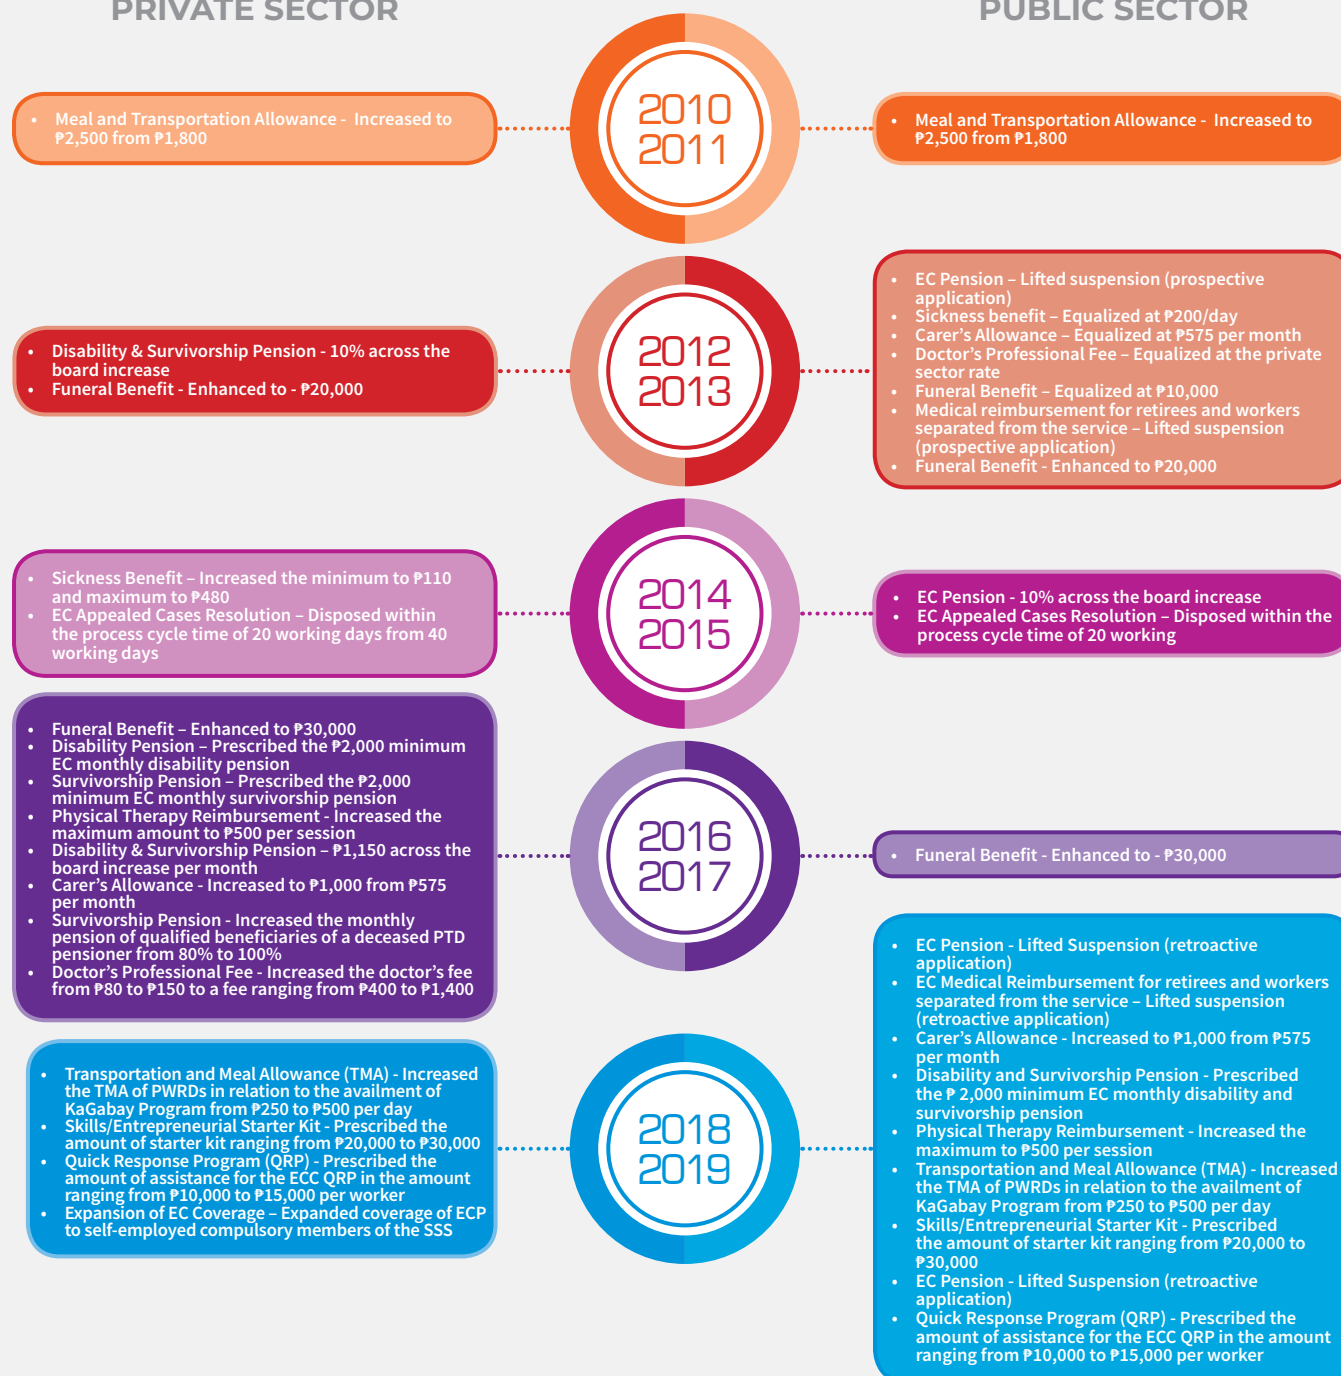 PRIVATE SECTOR
PUBLIC SECTOR
2010
2011
• Meal and Transportation Allowance - Increased to
₱2,500 from ₱1,800
• Meal and Transportation Allowance - Increased to
₱2,500 from ₱1,800
2012
2013
• Disability & Survivorship Pension - 10% across the
board increase
• Funeral Benefit - Enhanced to - ₱20,000
• EC Pension – Lifted suspension (prospective
application)
• Sickness benefit – Equalized at ₱200/day
• Carer's Allowance – Equalized at ₱575 per month
• Doctor's Professional Fee – Equalized at the private
sector rate
• Funeral Benefit – Equalized at ₱10,000
• Medical reimbursement for retirees and workers
separated from the service – Lifted suspension
(prospective application)
• Funeral Benefit - Enhanced to ₱20,000
2014
2015
• Sickness Benefit – Increased the minimum to ₱110
and maximum to ₱480
• EC Appealed Cases Resolution – Disposed within
the process cycle time of 20 working days from 40
working days
• EC Pension - 10% across the board increase
• EC Appealed Cases Resolution – Disposed within the
process cycle time of 20 working
2016
2017
• Funeral Benefit – Enhanced to ₱30,000
• Disability Pension – Prescribed the ₱2,000 minimum
EC monthly disability pension
• Survivorship Pension – Prescribed the ₱2,000
minimum EC monthly survivorship pension
• Physical Therapy Reimbursement - Increased the
maximum amount to ₱500 per session
• Disability & Survivorship Pension – ₱1,150 across the
board increase per month
• Carer's Allowance - Increased to ₱1,000 from ₱575
per month
• Survivorship Pension - Increased the monthly
pension of qualified beneficiaries of a deceased PTD
pensioner from 80% to 100%
• Doctor's Professional Fee - Increased the doctor's fee
from ₱80 to ₱150 to a fee ranging from ₱400 to ₱1,400
• Funeral Benefit - Enhanced to - ₱30,000
2018
2019
• Transportation and Meal Allowance (TMA) - Increased
the TMA of PWRDs in relation to the availment of
KaGabay Program from ₱250 to ₱500 per day
• Skills/Entrepreneurial Starter Kit - Prescribed the
amount of starter kit ranging from ₱20,000 to ₱30,000
• Quick Response Program (QRP) - Prescribed the
amount of assistance for the ECC QRP in the amount
ranging from ₱10,000 to ₱15,000 per worker
• Expansion of EC Coverage – Expanded coverage of ECP
to self-employed compulsory members of the SSS
• EC Pension - Lifted Suspension (retroactive
application)
• EC Medical Reimbursement for retirees and workers
separated from the service – Lifted suspension
(retroactive application)
• Carer's Allowance - Increased to ₱1,000 from ₱575
per month
• Disability and Survivorship Pension - Prescribed
the ₱ 2,000 minimum EC monthly disability and
survivorship pension
• Physical Therapy Reimbursement - Increased the
maximum to ₱500 per session
• Transportation and Meal Allowance (TMA) - Increased
the TMA of PWRDs in relation to the availment of
KaGabay Program from ₱250 to ₱500 per day
• Skills/Entrepreneurial Starter Kit - Prescribed
the amount of starter kit ranging from ₱20,000 to
₱30,000
• EC Pension - Lifted Suspension (retroactive
application)
• Quick Response Program (QRP) - Prescribed the
amount of assistance for the ECC QRP in the amount
ranging from ₱10,000 to ₱15,000 per worker